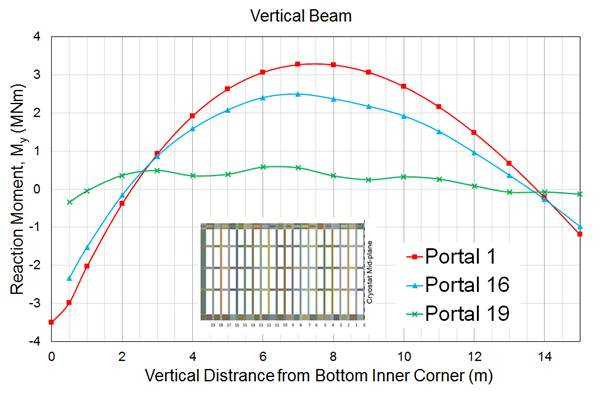 Vertical Beam
Reaction Moment, My (MNm)
4
3
2
1
0
-1
-2
-3
-4
0
2
4
6
8
10
12
14
Vertical Distrance from Bottom Inner Corner (m)
Portal 1
Portal 16
Portal 19
Cryostat Mid-plane